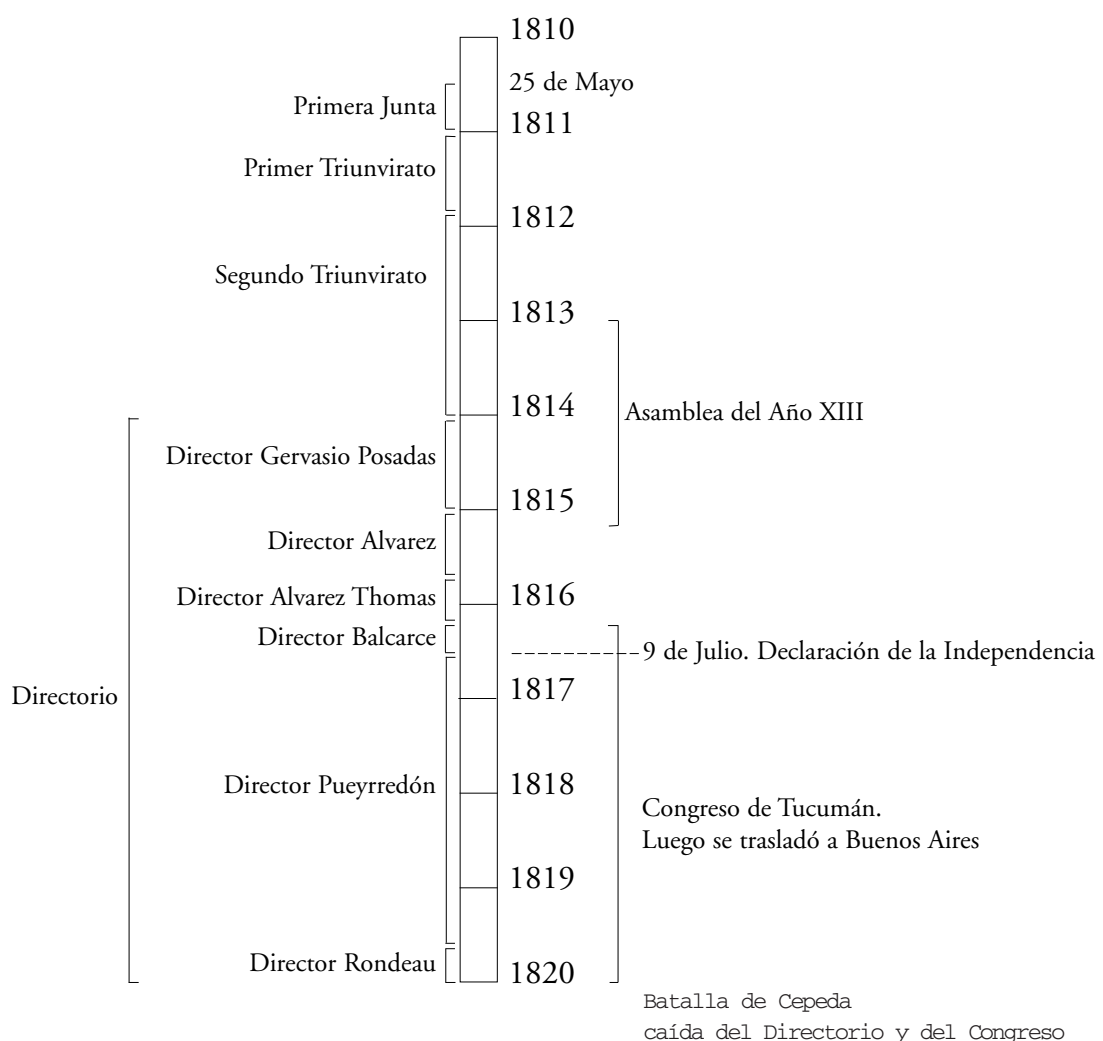 1810
25 de Mayo
Primera Junta
1811
Primer Triunvirato
1812
Segundo Triunvirato
1813
1814
Asamblea del Año XIII
Director Gervasio Posadas
1815
Director Alvarez
Director Alvarez Thomas
1816
Director Balcarce
9 de Julio. Declaración de la Independencia
Directorio
1817
Director Pueyrredón
1818
Congreso de Tucumán.
Luego se trasladó a Buenos Aires
1819
Director Rondeau
1820
Batalla de Cepeda
caída del Directorio y del Congreso